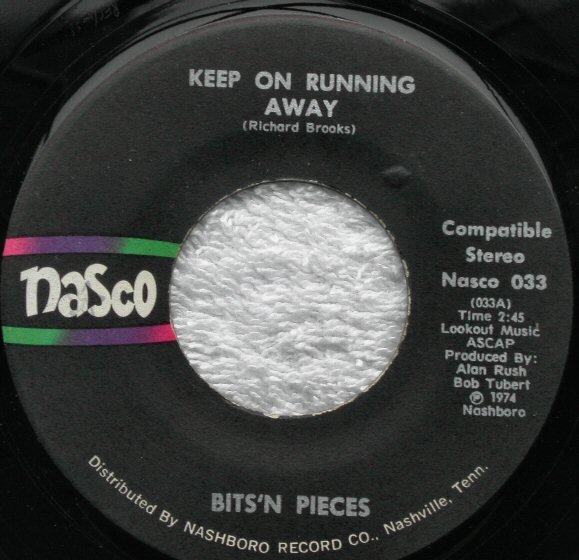 KEEP ON RUNNING
AWAY
(Richard Brooks)
nasco
Compatible
Stereo
Nasco 033
(033A)
Time 2:45
Lookout Music
ASCAP
Produced By:
Alan Rush
Bob Tubert
℗ 1974
Nashboro
BITS'N PIECES
Distributed By NASHBORO RECORD CO., Nashville, Tenn.